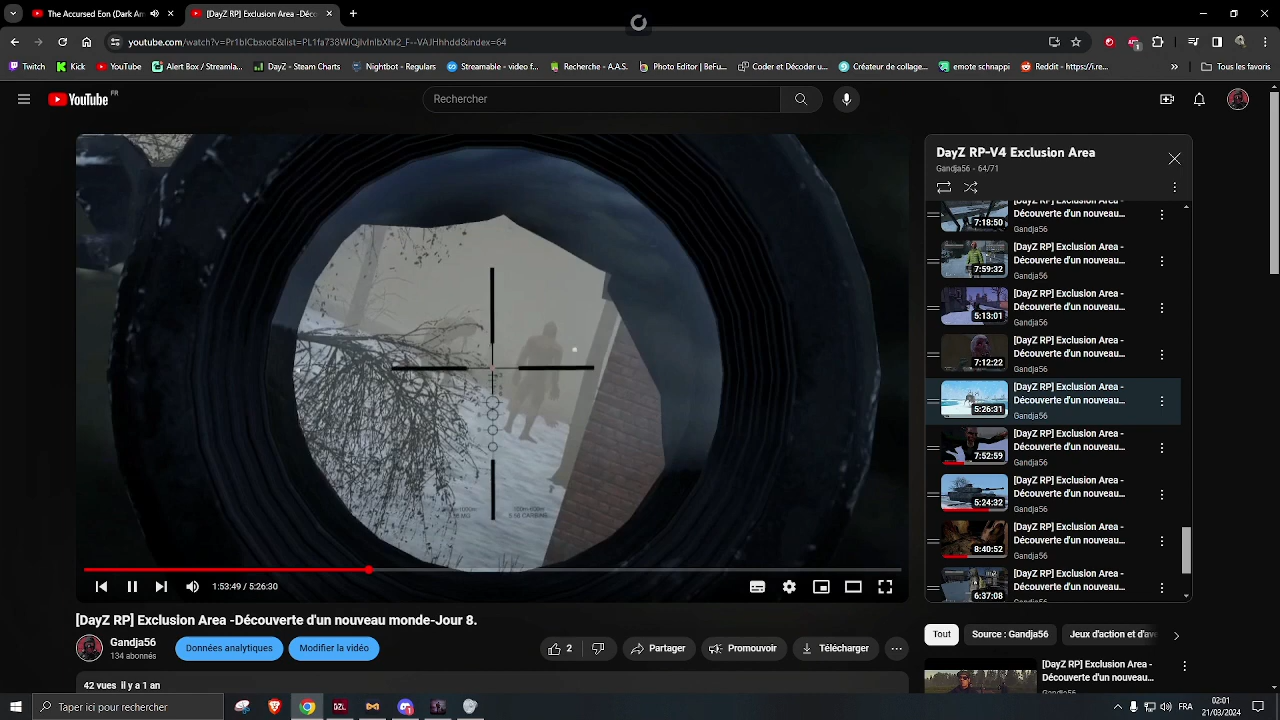 The Accursed Eon (Dark Am
[DayZ RP] Exclusion Area -Décou
youtube.com/watch?v=Pr1bICbsxoE&list=PL1fa738WIQjIvInlbXhr2_F--VAJHhhdd&index=64
Twitch
Kick
YouTube
Alert Box / Streamla...
DayZ - Steam Charts
Nightbot - Regulars
Streamable - video f...
Recherche - A.A.S.
Photo Editor | BeFu...
Coder et Décoder u...
Créateur de collage...
emote snhoppi
Reddit - https://i.re...
»
Tous les favoris
YouTube FR
Rechercher
DayZ RP-V4 Exclusion Area
Gandja56 - 64/71
[DayZ RP] Exclusion Area -
Découverte d'un nouveau...
7:18:50
[DayZ RP] Exclusion Area -
Découverte d'un nouveau...
Gandja56
7:59:32
[DayZ RP] Exclusion Area -
Découverte d'un nouveau...
Gandja56
5:13:01
[DayZ RP] Exclusion Area -
Découverte d'un nouveau...
Gandja56
7:12:22
[DayZ RP] Exclusion Area -
Découverte d'un nouveau...
Gandja56
5:26:31
[DayZ RP] Exclusion Area -
Découverte d'un nouveau...
Gandja56
7:52:59
[DayZ RP] Exclusion Area -
Découverte d'un nouveau...
Gandja56
5:24:32
[DayZ RP] Exclusion Area -
Découverte d'un nouveau...
Gandja56
8:40:52
[DayZ RP] Exclusion Area -
Découverte d'un nouveau...
6:37:08
1:53:49 / 5:26:30
[DayZ RP] Exclusion Area -Découverte d'un nouveau monde-Jour 8.
Gandja56
134 abonnés
Données analytiques
Modifier la vidéo
2
Télécharger
Tout
Source : Gandja56
Jeux d'action et d'ave
42 vues il y a 1 an
[DayZ RP] Exclusion Area -
Découverte d'un nouveau
Taper ici pour rechercher
FRA
02:01
21/03/2024